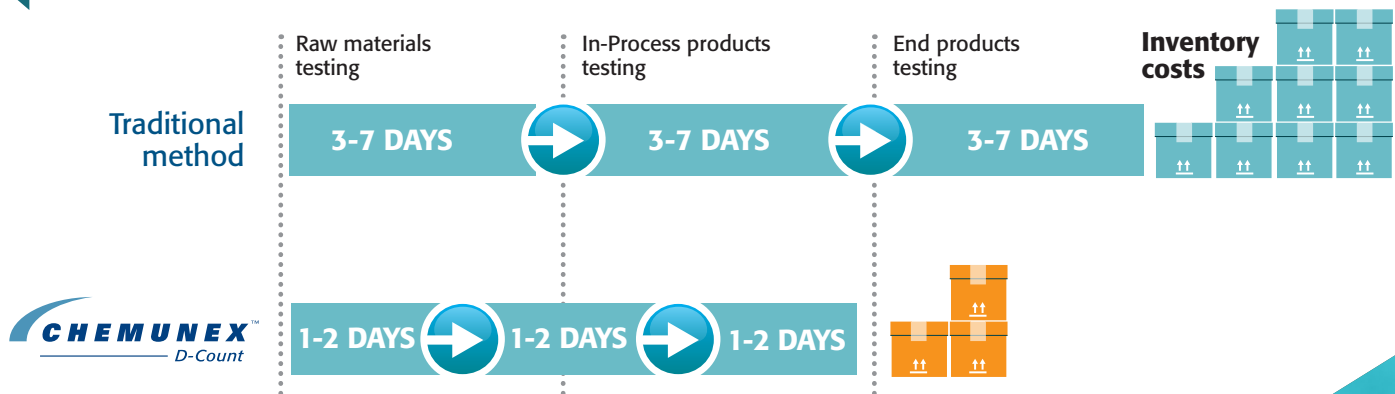 Raw materials
testing
In-Process products
testing
End products
testing
Inventory
costs
Traditional
method
3-7 DAYS
3-7 DAYS
3-7 DAYS
CHEMUNEX™
D-Count
1-2 DAYS
1-2 DAYS
1-2 DAYS